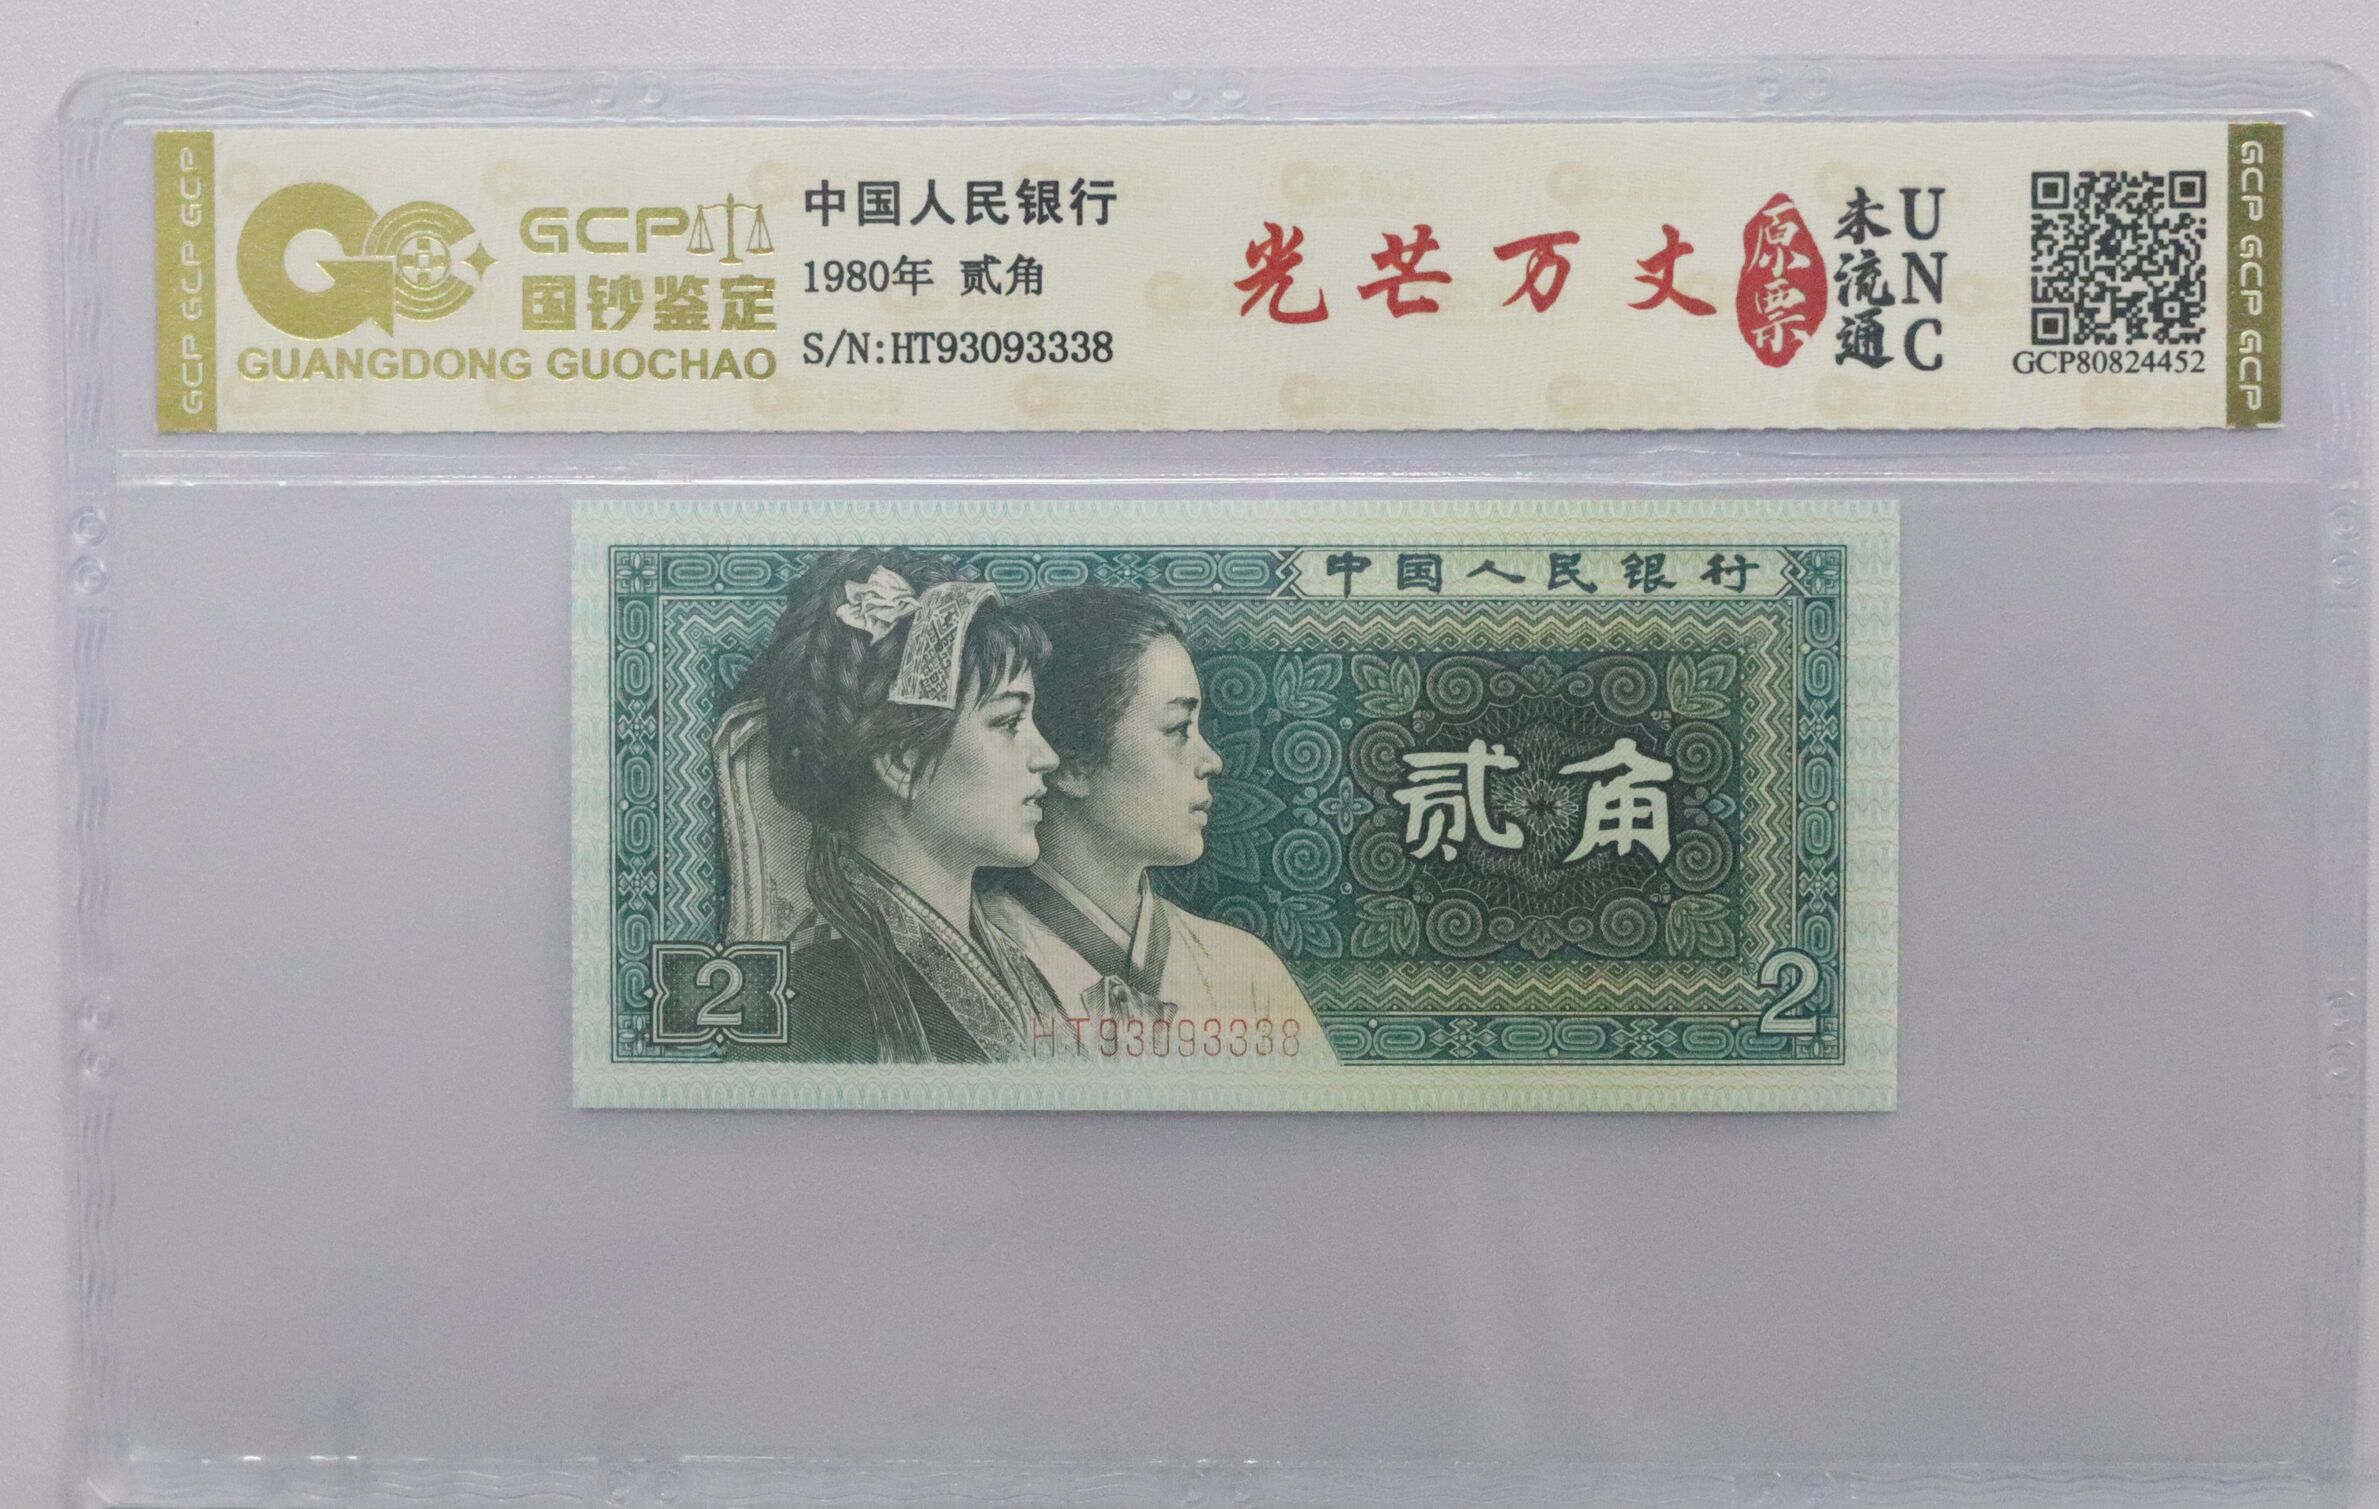 GCP GCP GCP
GCP
国钞鉴定
GUANGDONG GUOCHAO
中国人民银行
1980年 贰角
S/N:HT93093338
光芒万丈
原票
未流通
UNC
GCP80824452
GCP GCP GCP
中国人民银行
贰角
2
2
HT93093338